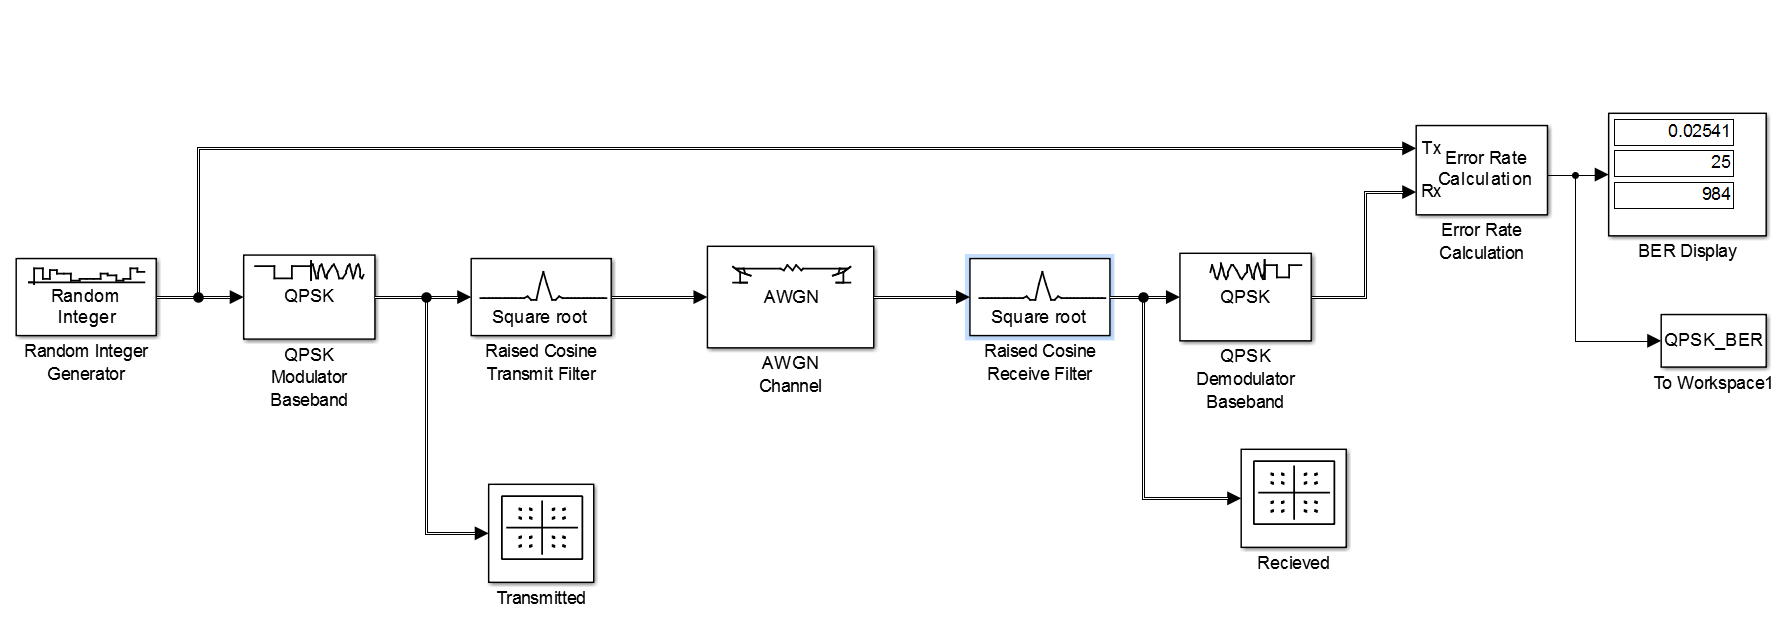 Random
Integer
Random Integer
Generator
QPSK
QPSK
Modulator
Baseband
Square root
Raised Cosine
Transmit Filter
AWGN
AWGN
Channel
Square root
Raised Cosine
Receive Filter
QPSK
QPSK
Demodulator
Baseband
Tx
Rx
Error Rate
Calculation
Error Rate
Calculation
0.02541
25
984
BER Display
QPSK_BER
To Workspace1
Transmitted
Recieved